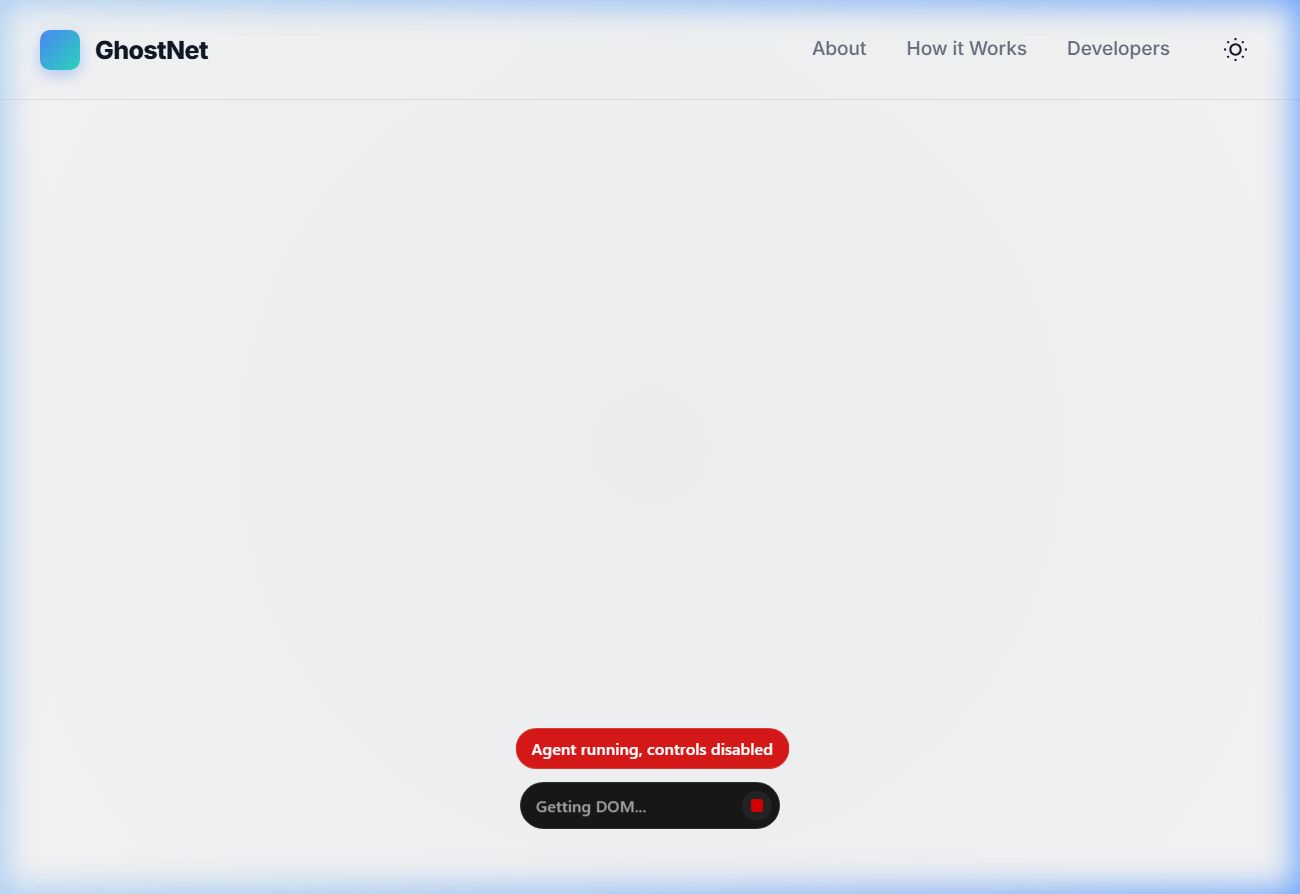 GhostNet
About
How it Works
Developers
Agent running, controls disabled
Getting DOM...